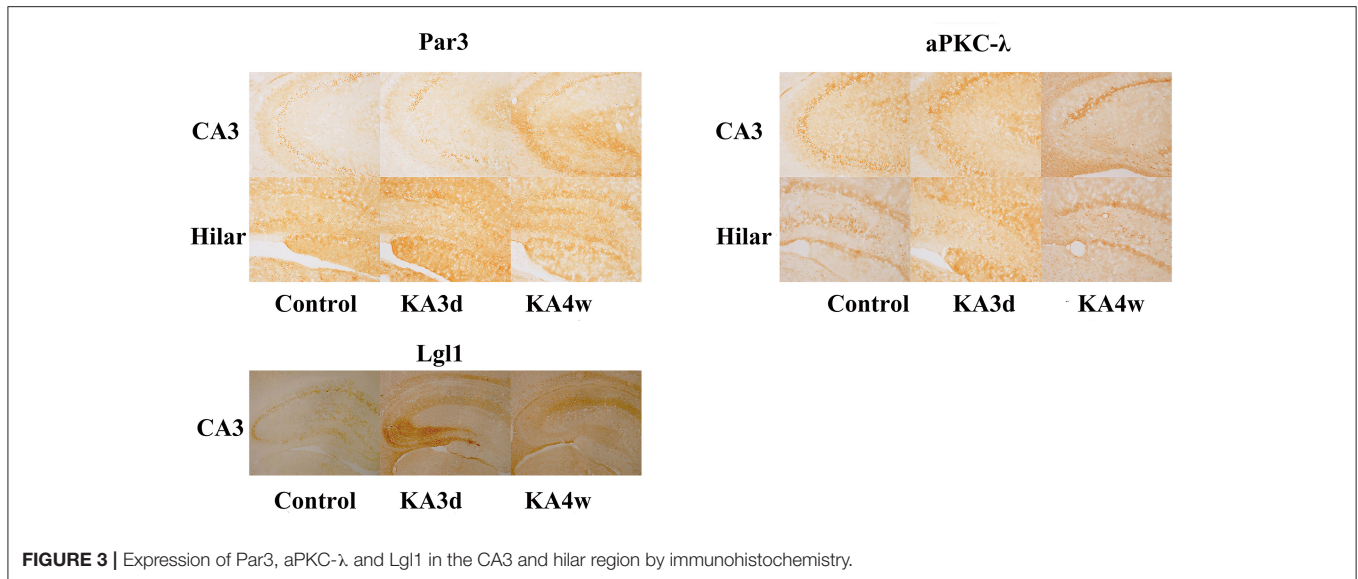 Par3
CA3
Hilar
Control KA3d KA4w
aPKC-λ
CA3
Hilar
Control KA3d KA4w
Lgl1
CA3
Control KA3d KA4w
FIGURE 3 | Expression of Par3, aPKC-λ and Lgl1 in the CA3 and hilar region by immunohistochemistry.